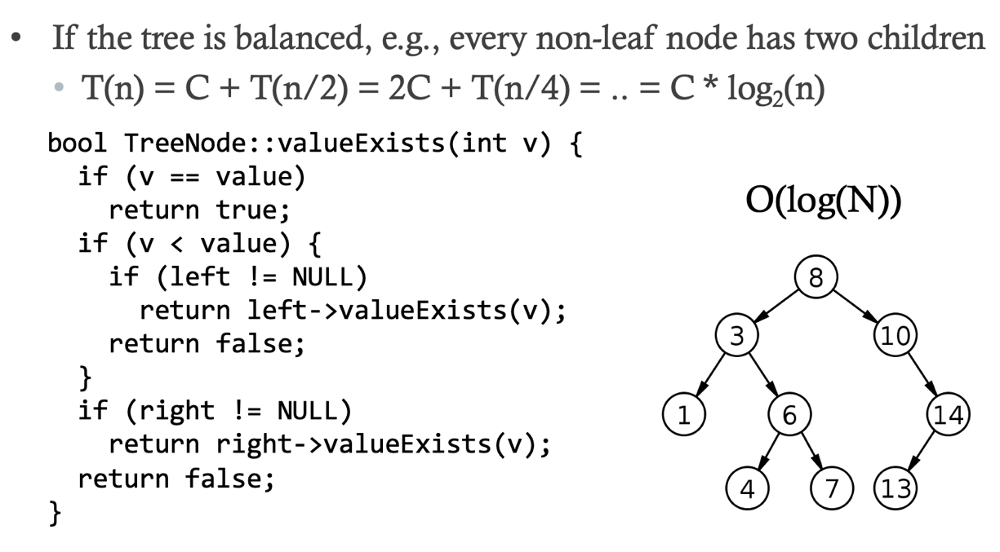 • If the tree is balanced, e.g., every non-leaf node has two children
• T(n) = C + T(n/2) = 2C + T(n/4) = .. = C * log₂(n)
bool TreeNode::valueExists(int v) {
  if (v == value)
    return true;
  if (v < value) {
    if (left != NULL)
      return left->valueExists(v);
    return false;
  }
  if (right != NULL)
    return right->valueExists(v);
  return false;
}
O(log(N))
8
3 10
1 6 14
4 7 13